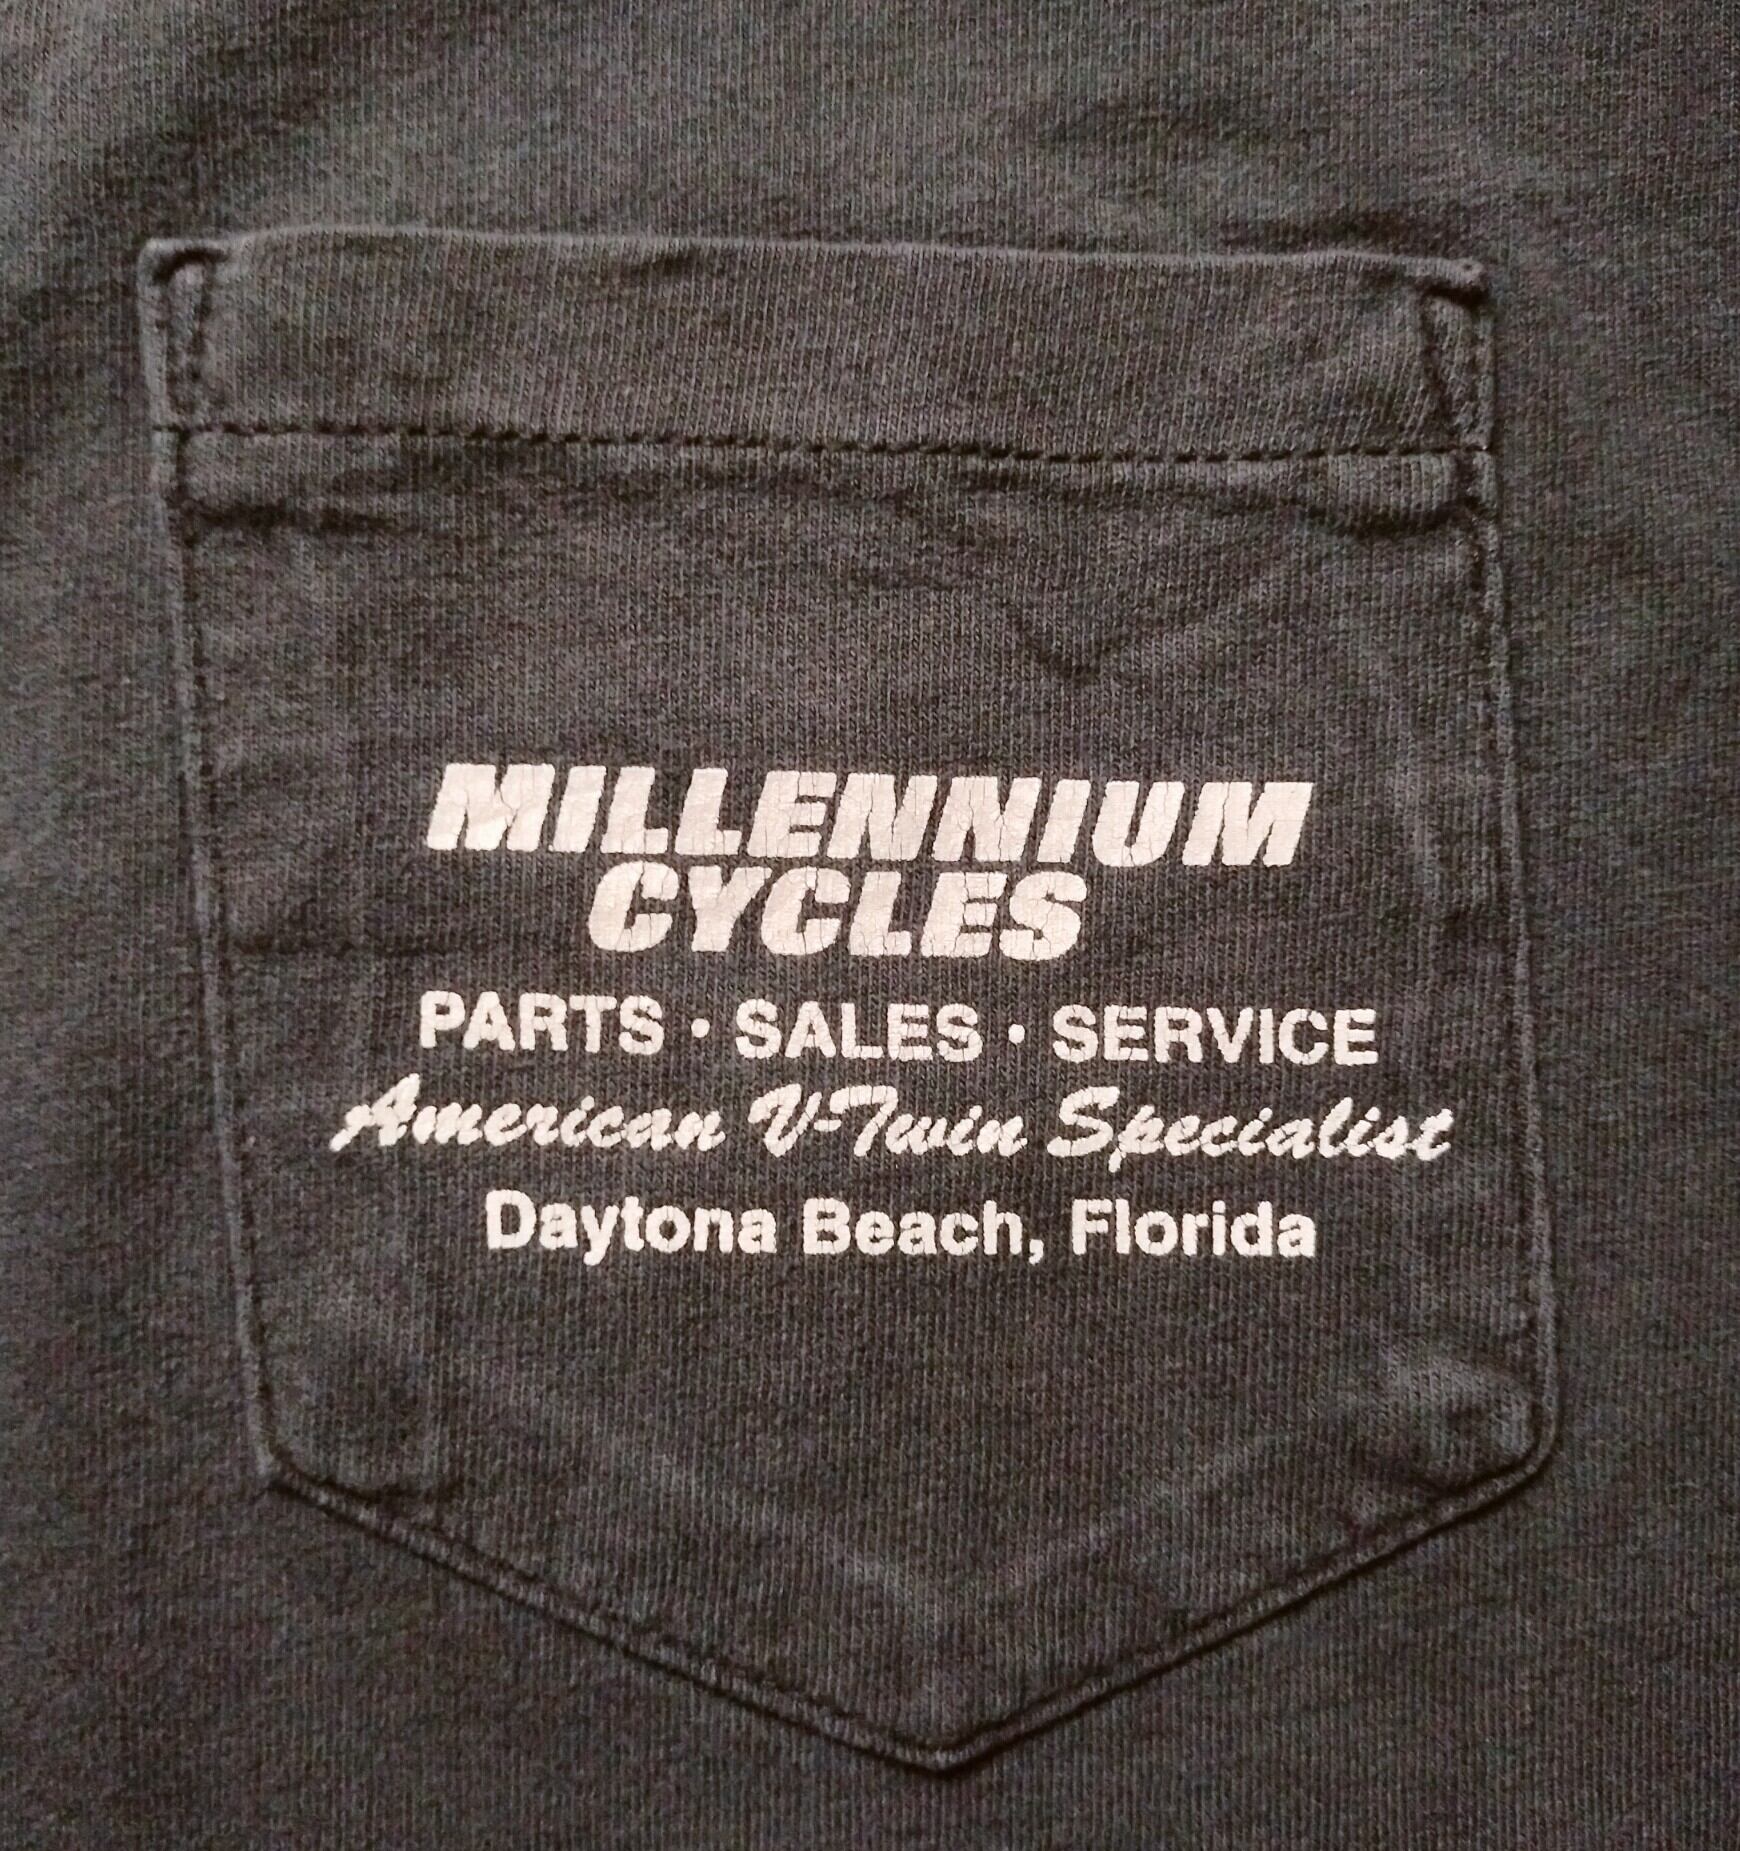 MILLENNIUM
CYCLES
PARTS · SALES · SERVICE
American V-Twin Specialist
Daytona Beach, Florida